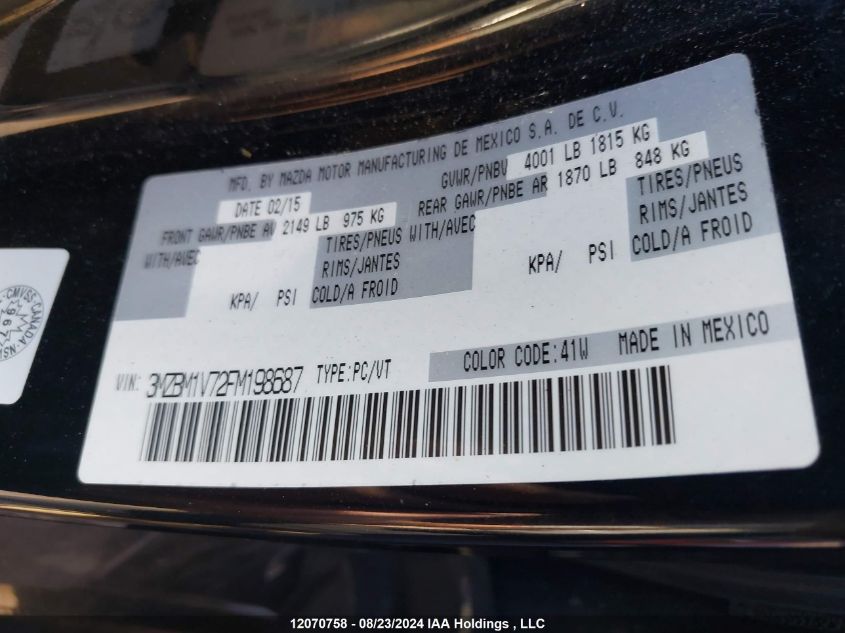 MFD. BY MAZDA MOTOR MANUFACTURING DE MEXICO S.A. DE C.V.
DATE 02/15 GVWR/PNBV 4001 LB 1815 KG
FRONT GAWR/PNBE AV 2149 LB 975 KG REAR GAWR/PNBE AR 1870 LB 848 KG
WITH/AVEC TIRES/PNEUS WITH/AVEC TIRES/PNEUS
RIMS/JANTES RIMS/JANTES
KPA/ PSI COLD/A FROID KPA/ PSI COLD/A FROID
VIN: 3MZBM1V72FM198687 TYPE:PC/VT COLOR CODE:41W MADE IN MEXICO
CMVSS CANADA-NS
12070758 - 08/23/2024 IAA Holdings , LLC